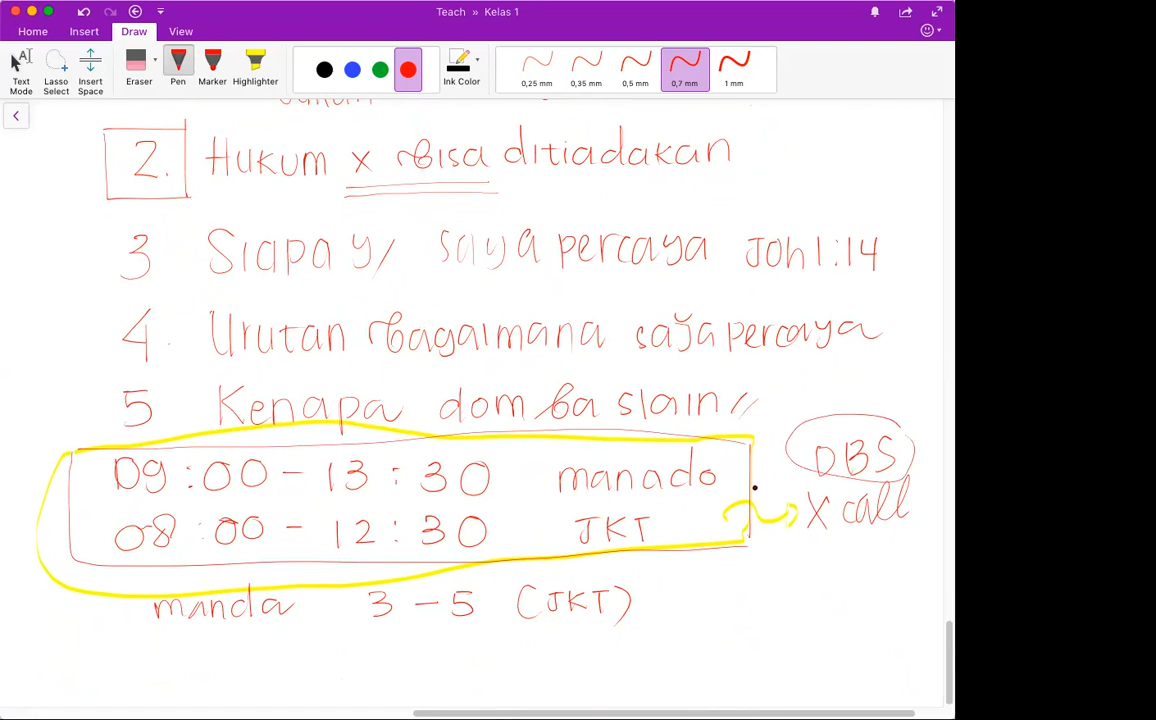 Teach > Kelas 1
Home Insert Draw View
Text Mode
Lasso Select
Insert Space
Eraser
Pen
Marker
Highlighter
Ink Color
0,25 mm
0,35 mm
0,5 mm
0,7 mm
1 mm
2. Hukum x bisa ditiadakan
3 Siapa y/ saya percaya Joh 1:14
4. Urutan bagaimana saya percaya
5 Kenapa domba slain //
09:00 - 13:30 manado
08:00 - 12:30 JKT
DBS
X call
manda 3 - 5 (JKT)